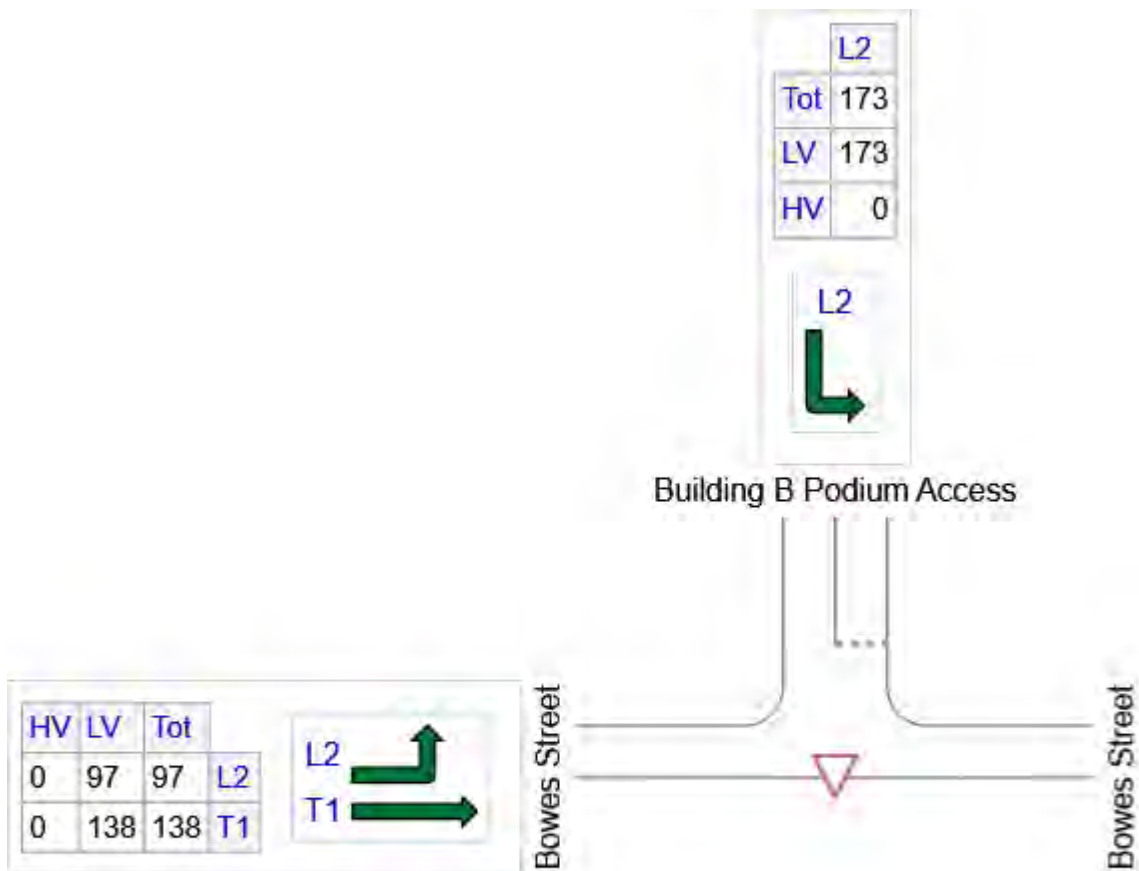 L2
Tot 173
LV 173
HV 0
L2
Building B Podium Access
HV LV Tot
0 97 97 L2
0 138 138 T1
L2
T1
Bowes Street
Bowes Street